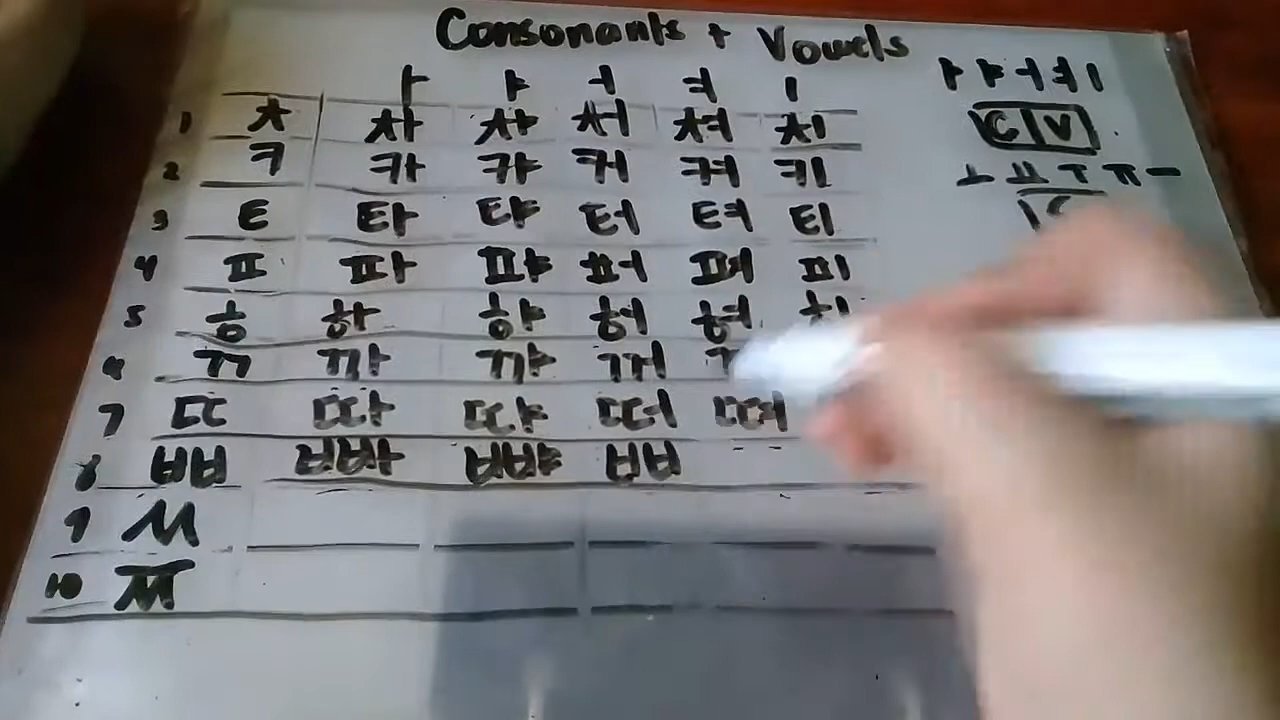 Consonants + Vowels
ㅏ ㅑ ㅓ ㅕ ㅣ
ㅏ ㅑ ㅓ ㅕ ㅣ
C V
ㅗ ㅛ ㅜ ㅠ ㅡ
1 ㅊ 차 챠 처 쳐 치
2 ㅋ 카 캬 커 켜 키
3 ㅌ 타 탸 터 텨 티
4 ㅍ 파 퍄 퍼 펴 피
5 ㅎ 하 햐 허 혀 히
6 ㄲ 까 꺄 꺼
7 ㄸ 따 땨 떠 뗘
8 ㅃ 빠 뺘 ㅃ
9 ㅆ
10 ㅉ